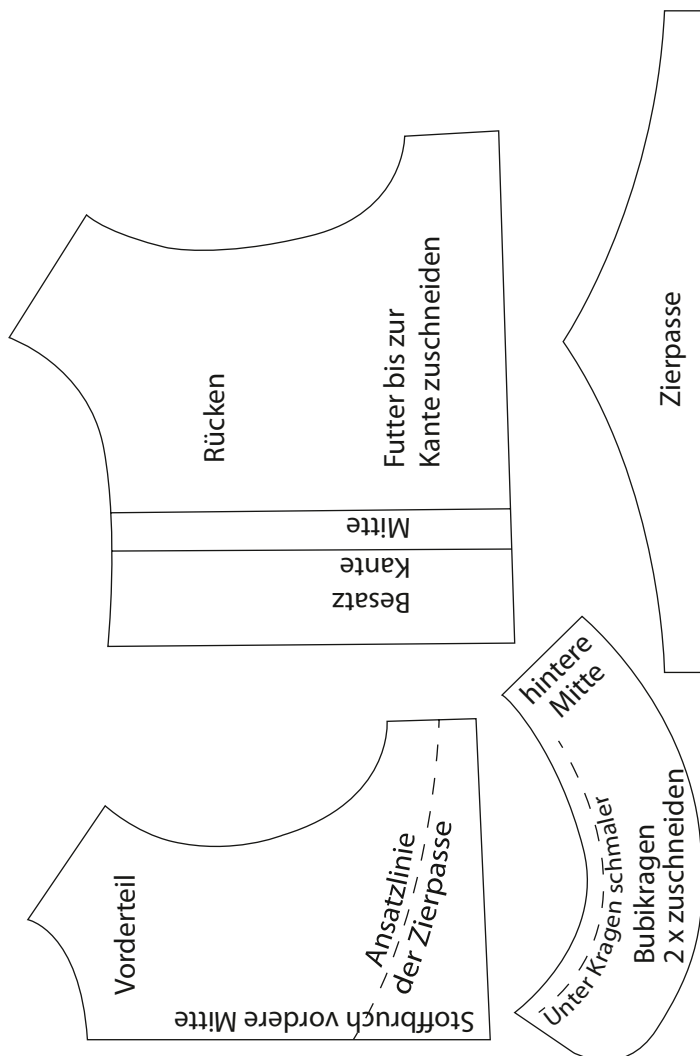 Rücken
Futter bis zur
Kante zuschneiden
Mitte
Kante
Besatz
Zierpasse
hintere
Mitte
Unter Kragen schmaler
Bubikragen
2 x zuschneiden
Vorderteil
Ansatzlinie
der Zierpasse
Stoffbruch vordere Mitte